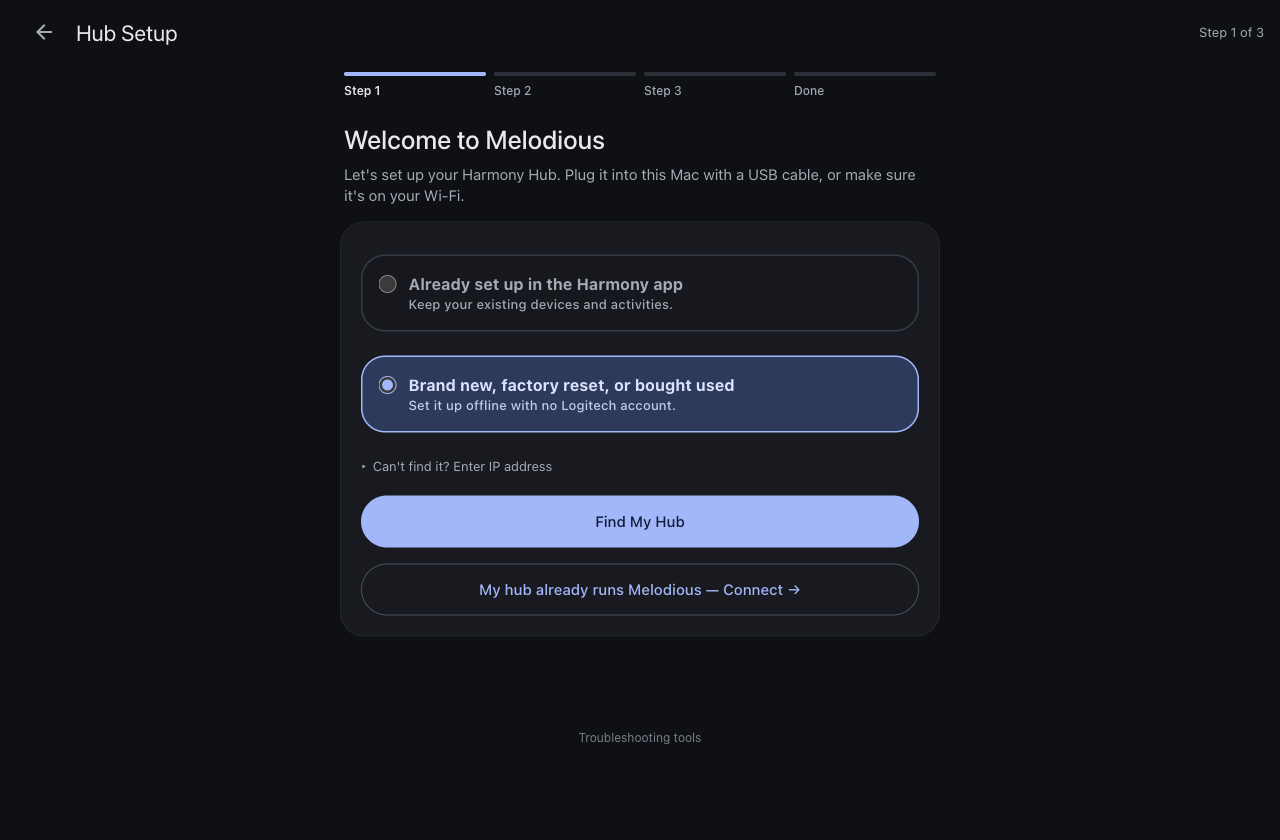 Hub Setup
Step 1 of 3
Step 1
Step 2
Step 3
Done
Welcome to Melodious
Let's set up your Harmony Hub. Plug it into this Mac with a USB cable, or make sure
it's on your Wi-Fi.
Already set up in the Harmony app
Keep your existing devices and activities.
Brand new, factory reset, or bought used
Set it up offline with no Logitech account.
Can't find it? Enter IP address
Find My Hub
My hub already runs Melodious — Connect →
Troubleshooting tools